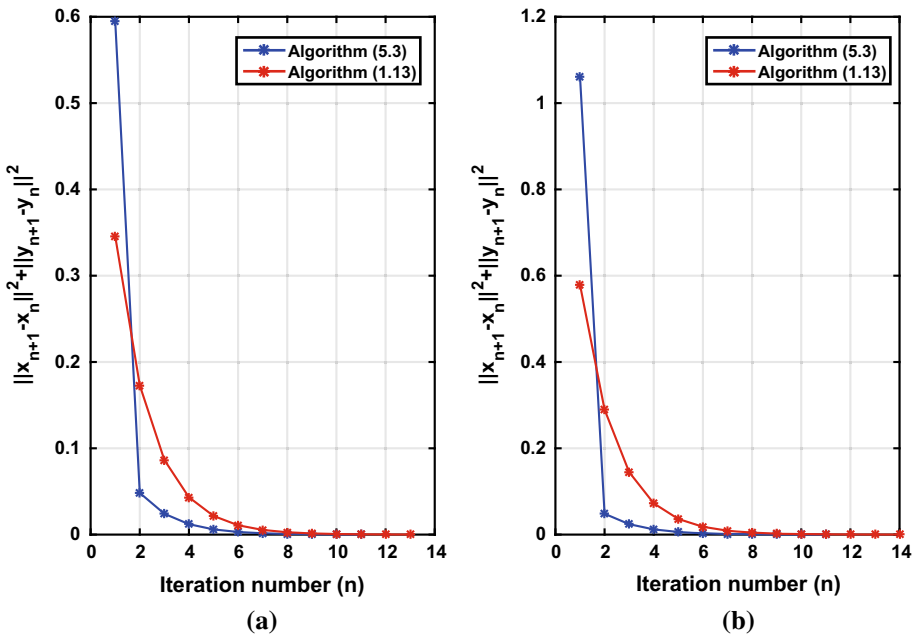 0.6
0.5
0.4
0.3
0.2
0.1
0
||x_{n+1}-x_n||^2+||y_{n+1}-y_n||^2
Algorithm (5.3)
Algorithm (1.13)
0 2 4 6 8 10 12 14
Iteration number (n)
(a)
1.2
1
0.8
0.6
0.4
0.2
0
||x_{n+1}-x_n||^2+||y_{n+1}-y_n||^2
Algorithm (5.3)
Algorithm (1.13)
0 2 4 6 8 10 12 14
Iteration number (n)
(b)